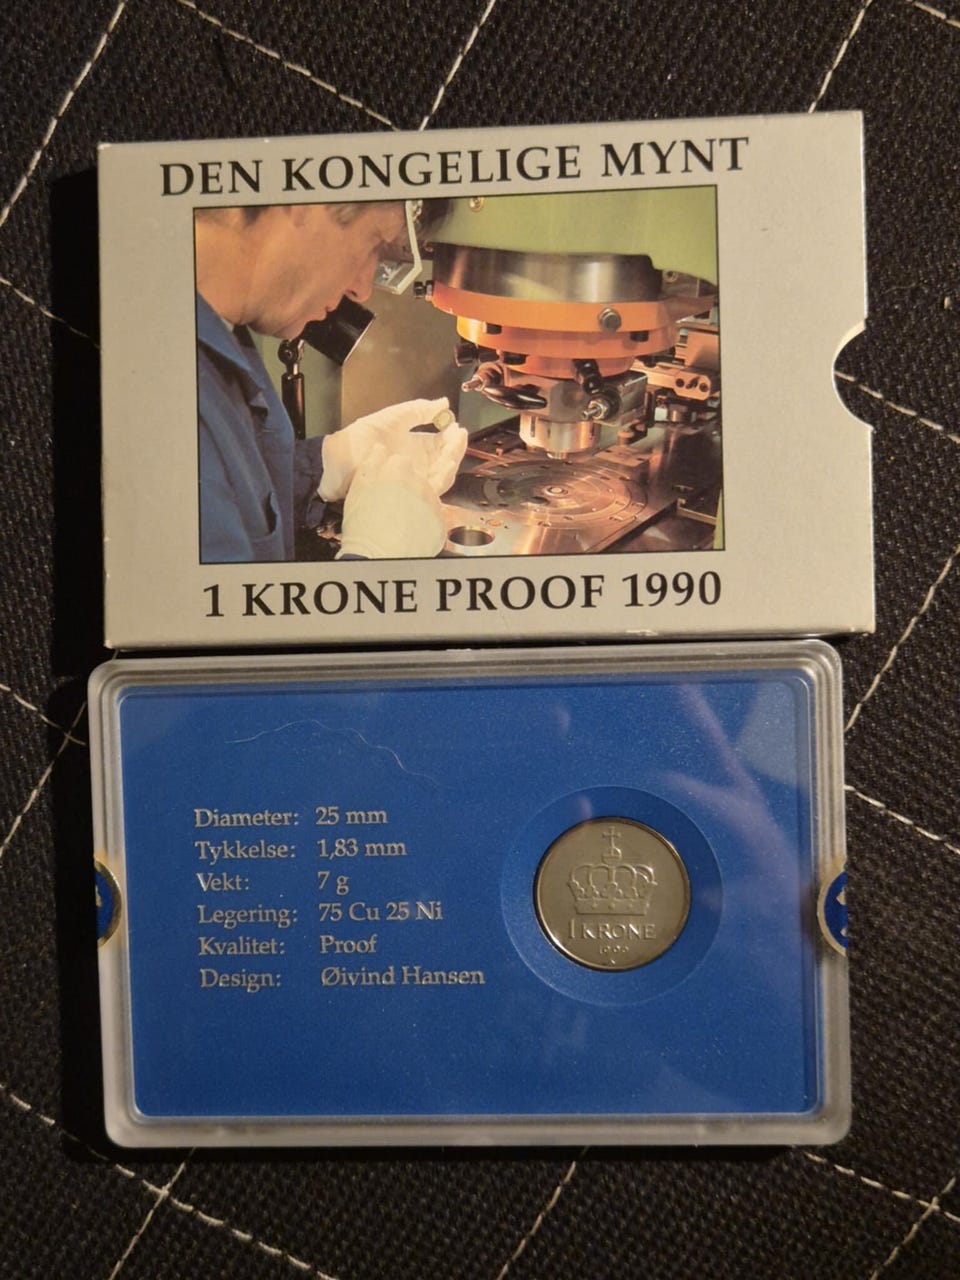 DEN KONGELIGE MYNT
1 KRONE PROOF 1990
Diameter: 25 mm
Tykkelse: 1,83 mm
Vekt: 7 g
Legering: 75 Cu 25 Ni
Kvalitet: Proof
Design: Øivind Hansen
1 KRONE
1990